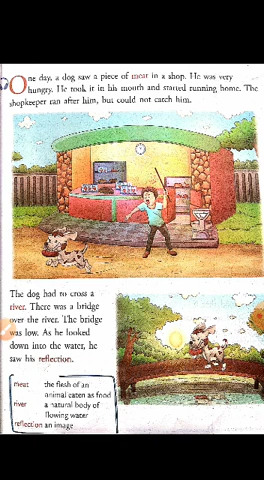 One day, a dog saw a piece of meat in a shop. He was very
hungry. He took it in his mouth and started running home. The
shopkeeper ran after him, but could not catch him.
The dog had to cross a
river. There was a bridge
over the river. The bridge
was low. As he looked
down into the water, he
saw his reflection.
meat the flesh of an
animal eaten as food
river a natural body of
flowing water
reflection an image